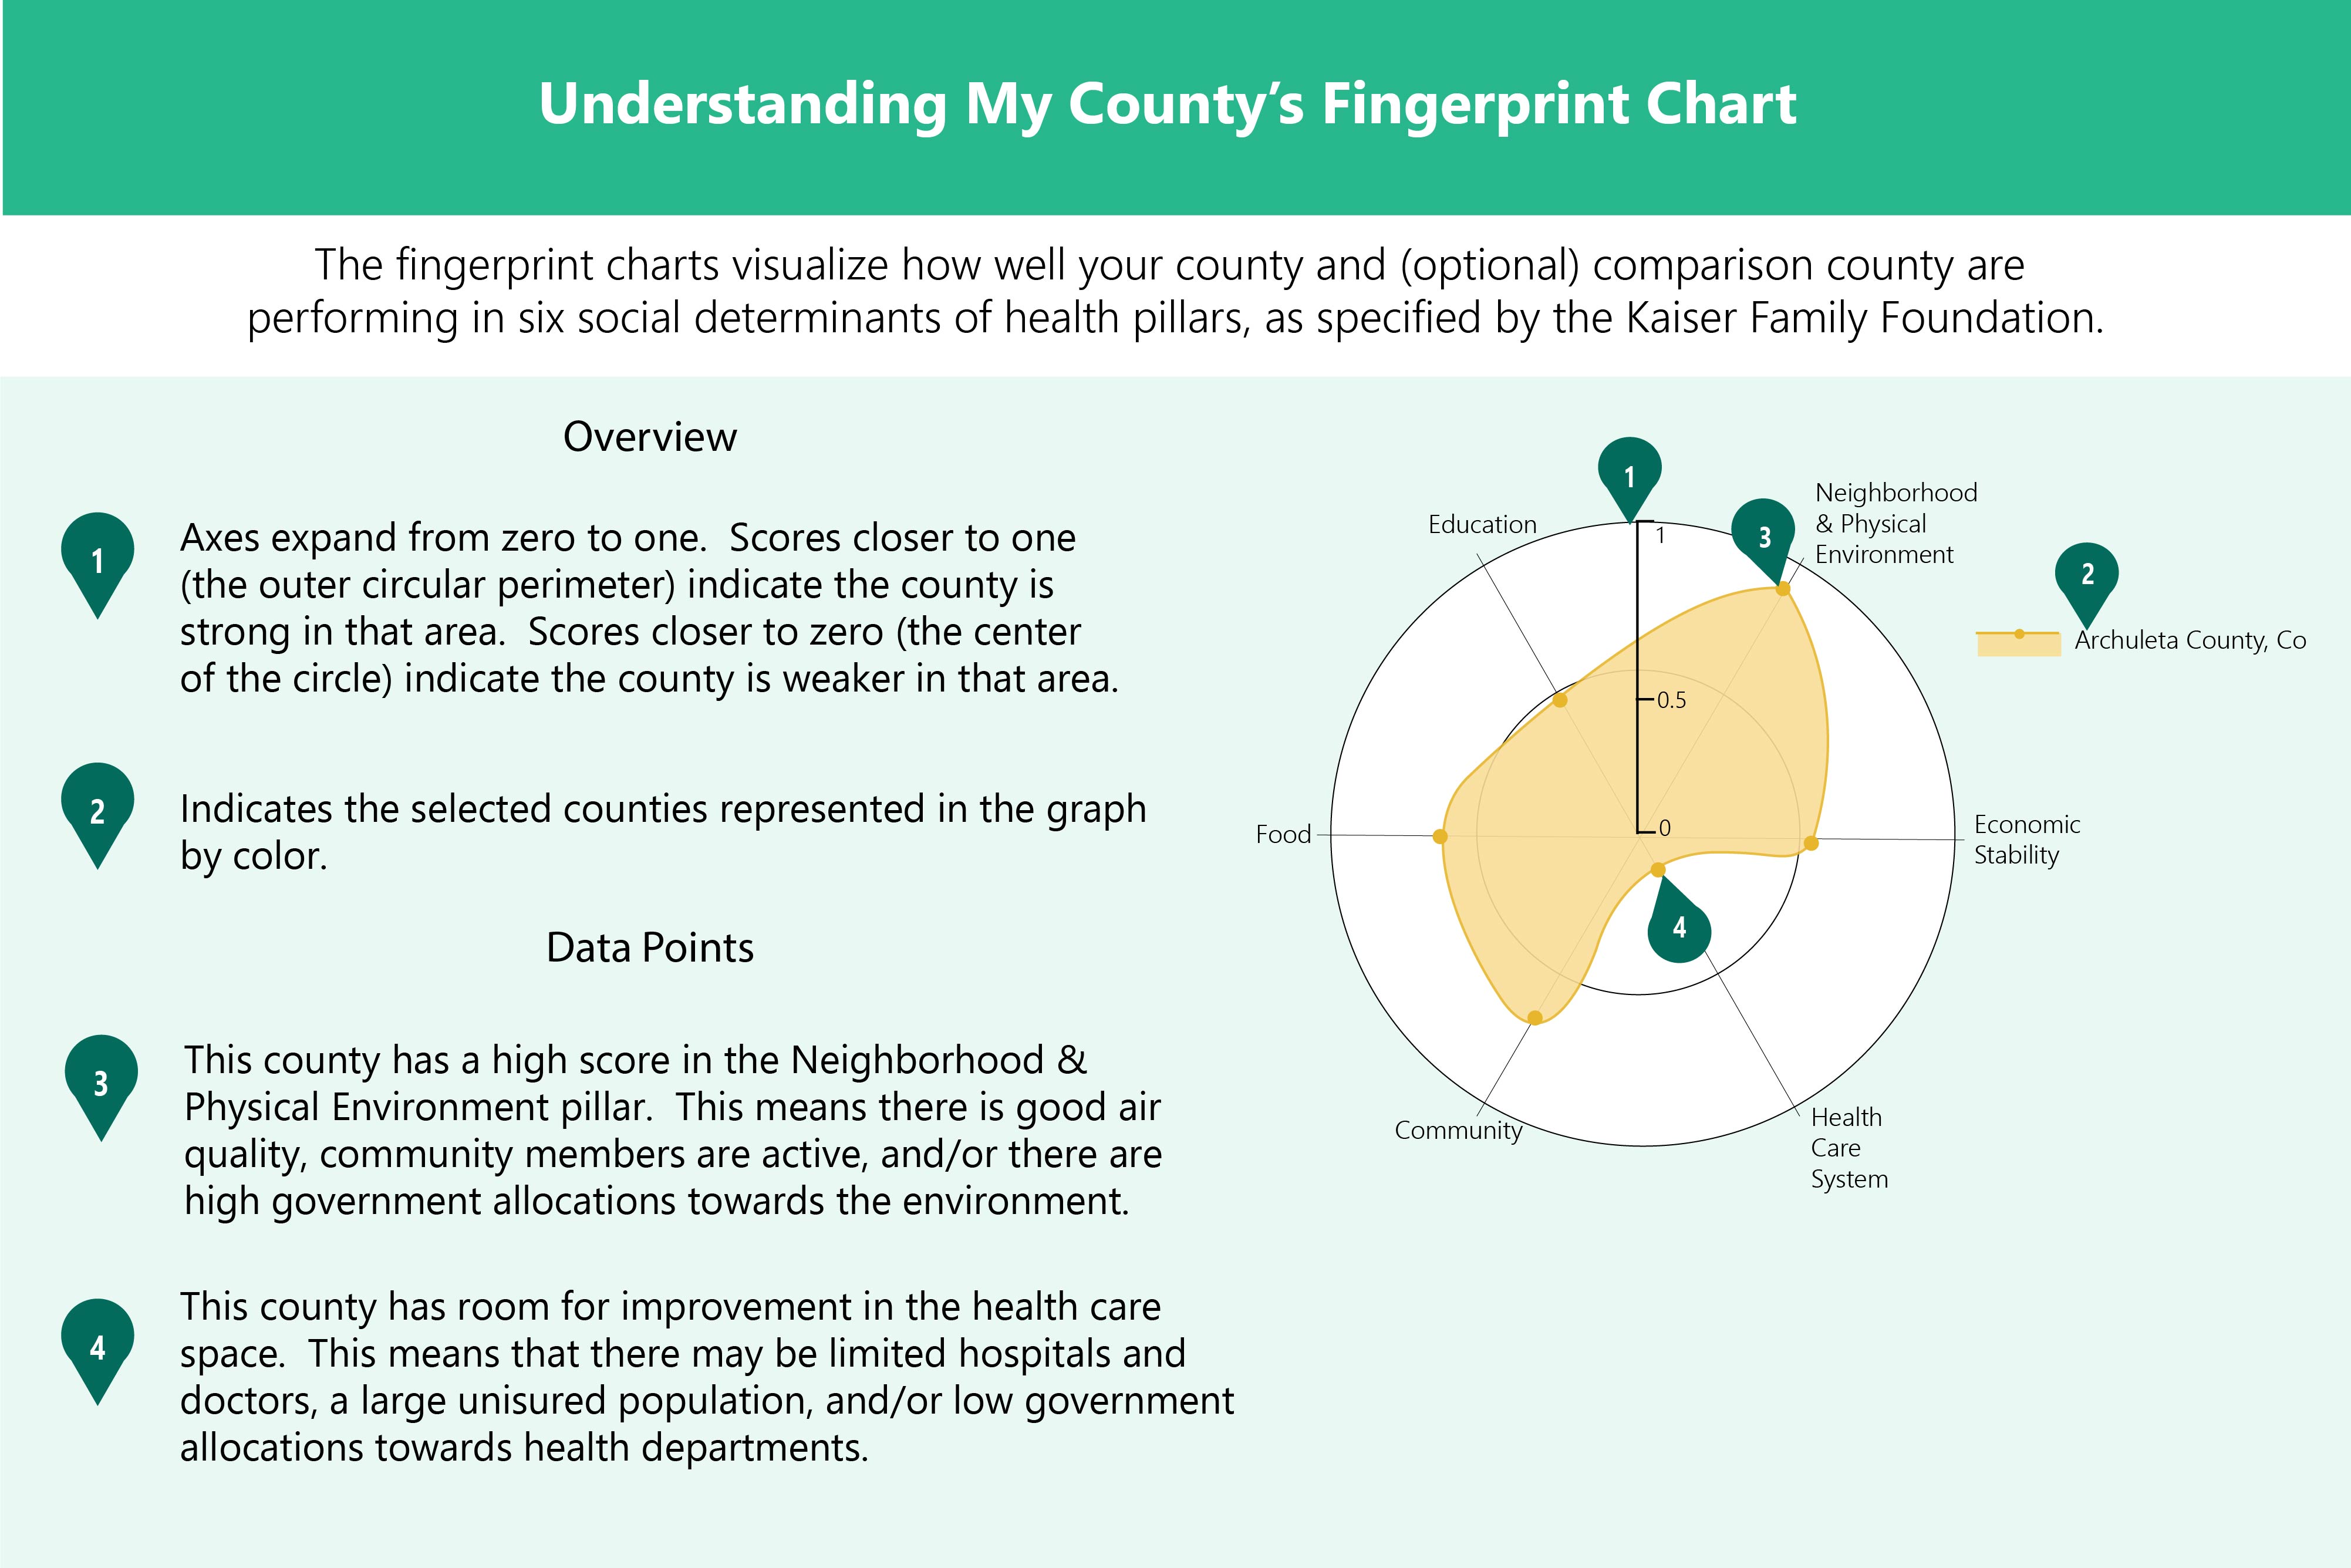 Understanding My County’s Fingerprint Chart
The fingerprint charts visualize how well your county and (optional) comparison county are
performing in six social determinants of health pillars, as specified by the Kaiser Family Foundation.
Overview
1
Axes expand from zero to one.  Scores closer to one
(the outer circular perimeter) indicate the county is
strong in that area.  Scores closer to zero (the center
of the circle) indicate the county is weaker in that area.
2
Indicates the selected counties represented in the graph
by color.
Data Points
3
This county has a high score in the Neighborhood &
Physical Environment pillar.  This means there is good air
quality, community members are active, and/or there are
high government allocations towards the environment.
4
This county has room for improvement in the health care
space.  This means that there may be limited hospitals and
doctors, a large unisured population, and/or low government
allocations towards health departments.
1
Education
1
3
Neighborhood
& Physical
Environment
2
Archuleta County, Co
0.5
Food
0
Economic
Stability
4
Community
Health
Care
System